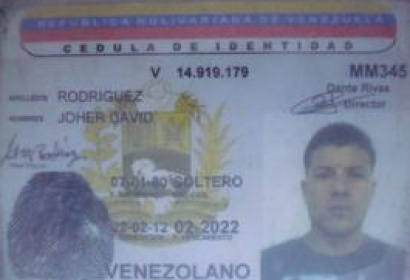 REPUBLICA BOLIVARIANA DE VENEZUELA
CEDULA DE IDENTIDAD
V 14.919.179 MM345
Dante Rivas
Director
APELLIDOS RODRIGUEZ
NOMBRES JOHER DAVID
07-01-80 SOLTERO
22-02-12 02-2022
VENEZOLANO